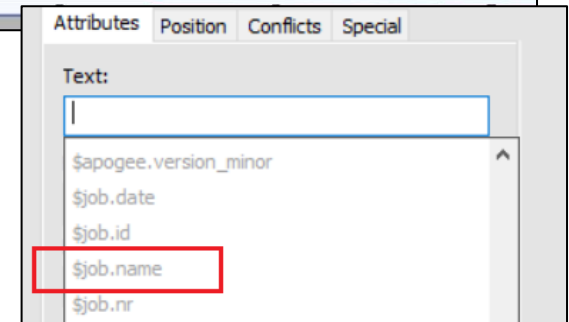 Attributes Position Conflicts Special
Text:
$apogee.version_minor
$job.date
$job.id
$job.name
$job.nr